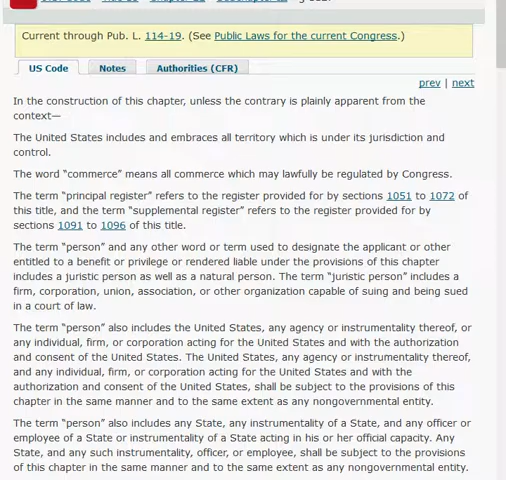 Current through Pub. L. 114-19. (See Public Laws for the current Congress.)
US Code Notes Authorities (CFR)
prev | next
In the construction of this chapter, unless the contrary is plainly apparent from the
context—
The United States includes and embraces all territory which is under its jurisdiction and
control.
The word “commerce” means all commerce which may lawfully be regulated by Congress.
The term “principal register” refers to the register provided for by sections 1051 to 1072 of
this title, and the term “supplemental register” refers to the register provided for by
sections 1091 to 1096 of this title.
The term “person” and any other word or term used to designate the applicant or other
entitled to a benefit or privilege or rendered liable under the provisions of this chapter
includes a juristic person as well as a natural person. The term “juristic person” includes a
firm, corporation, union, association, or other organization capable of suing and being sued
in a court of law.
The term “person” also includes the United States, any agency or instrumentality thereof, or
any individual, firm, or corporation acting for the United States and with the authorization
and consent of the United States. The United States, any agency or instrumentality thereof,
and any individual, firm, or corporation acting for the United States and with the
authorization and consent of the United States, shall be subject to the provisions of this
chapter in the same manner and to the same extent as any nongovernmental entity.
The term “person” also includes any State, any instrumentality of a State, and any officer or
employee of a State or instrumentality of a State acting in his or her official capacity. Any
State, and any such instrumentality, officer, or employee, shall be subject to the provisions
of this chapter in the same manner and to the same extent as any nongovernmental entity.